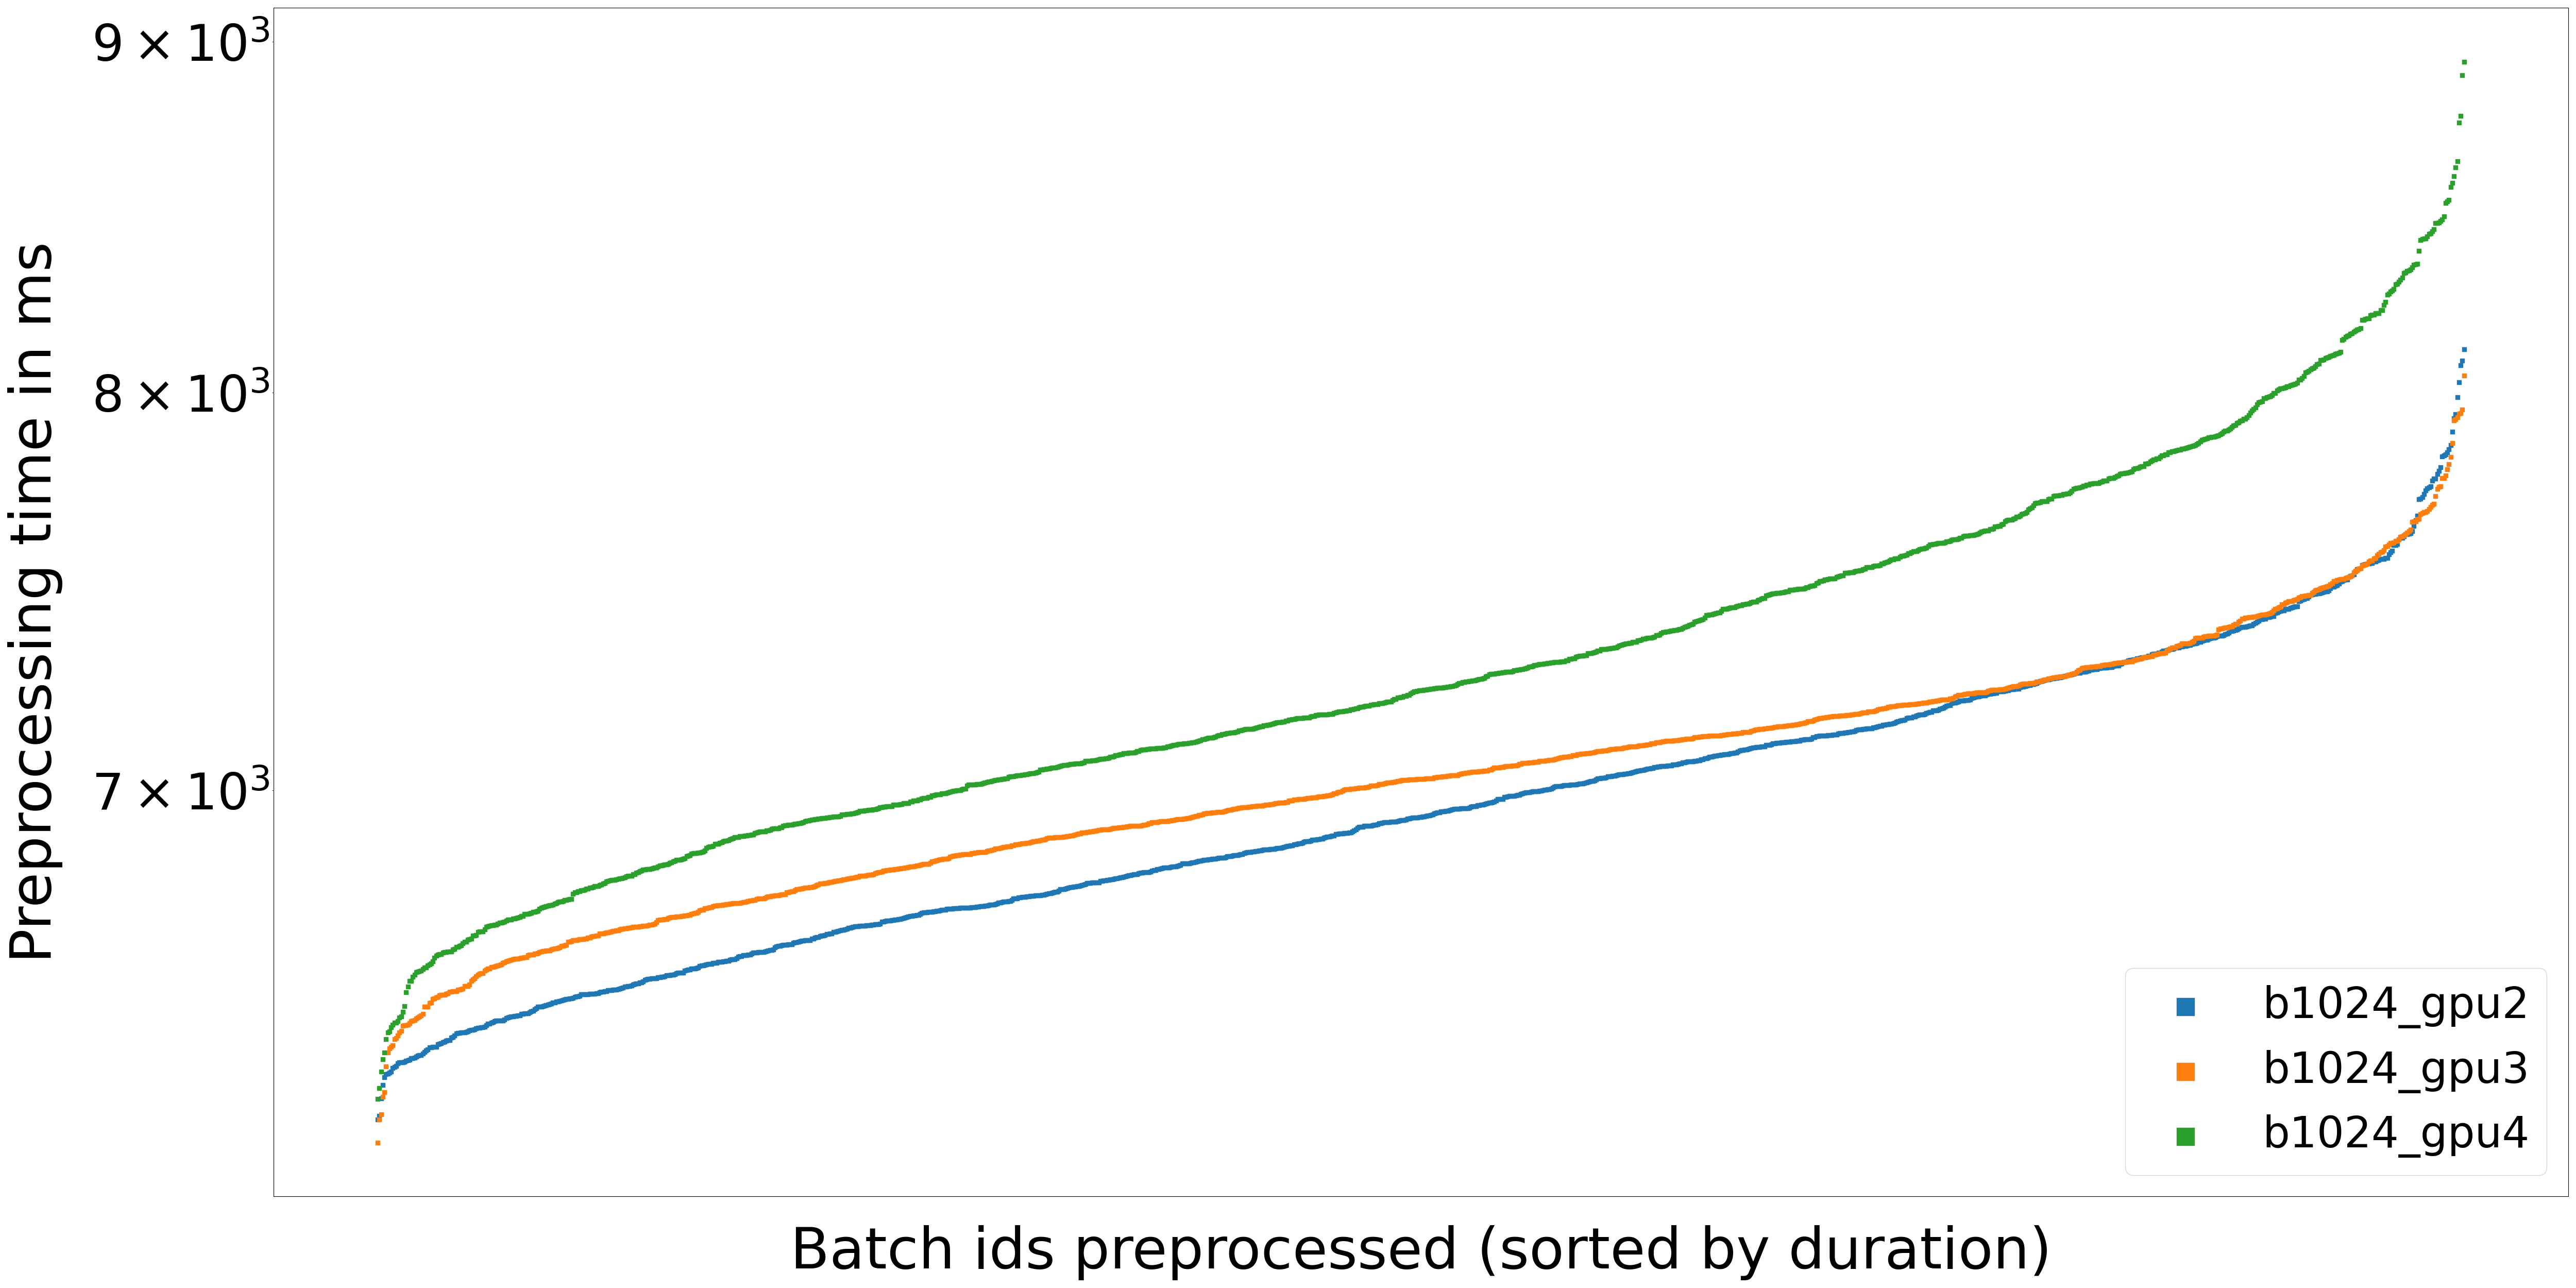 9 × 10³
8 × 10³
7 × 10³
Preprocessing time in ms
b1024_gpu2
b1024_gpu3
b1024_gpu4
Batch ids preprocessed (sorted by duration)